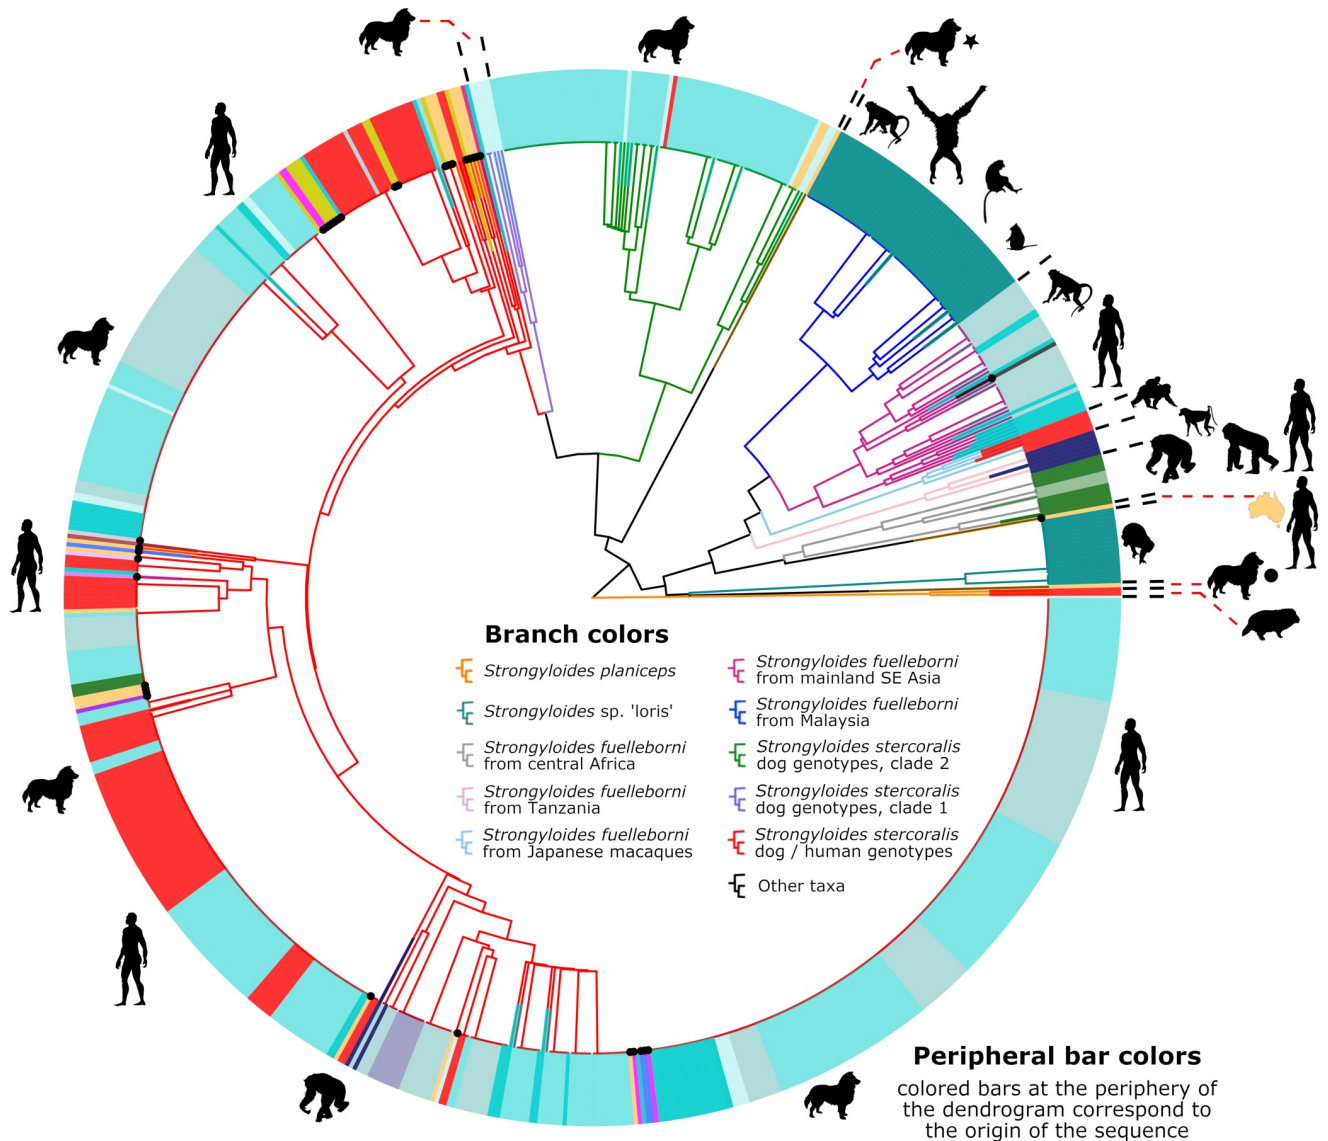 Branch colors
Strongyloides planiceps
Strongyloides sp. 'loris'
Strongyloides fuelleborni
from central Africa
Strongyloides fuelleborni
from Tanzania
Strongyloides fuelleborni
from Japanese macaques
Strongyloides fuelleborni
from mainland SE Asia
Strongyloides fuelleborni
from Malaysia
Strongyloides stercoralis
dog genotypes, clade 2
Strongyloides stercoralis
dog genotypes, clade 1
Strongyloides stercoralis
dog / human genotypes
Other taxa
Peripheral bar colors
colored bars at the periphery of
the dendrogram correspond to
the origin of the sequence